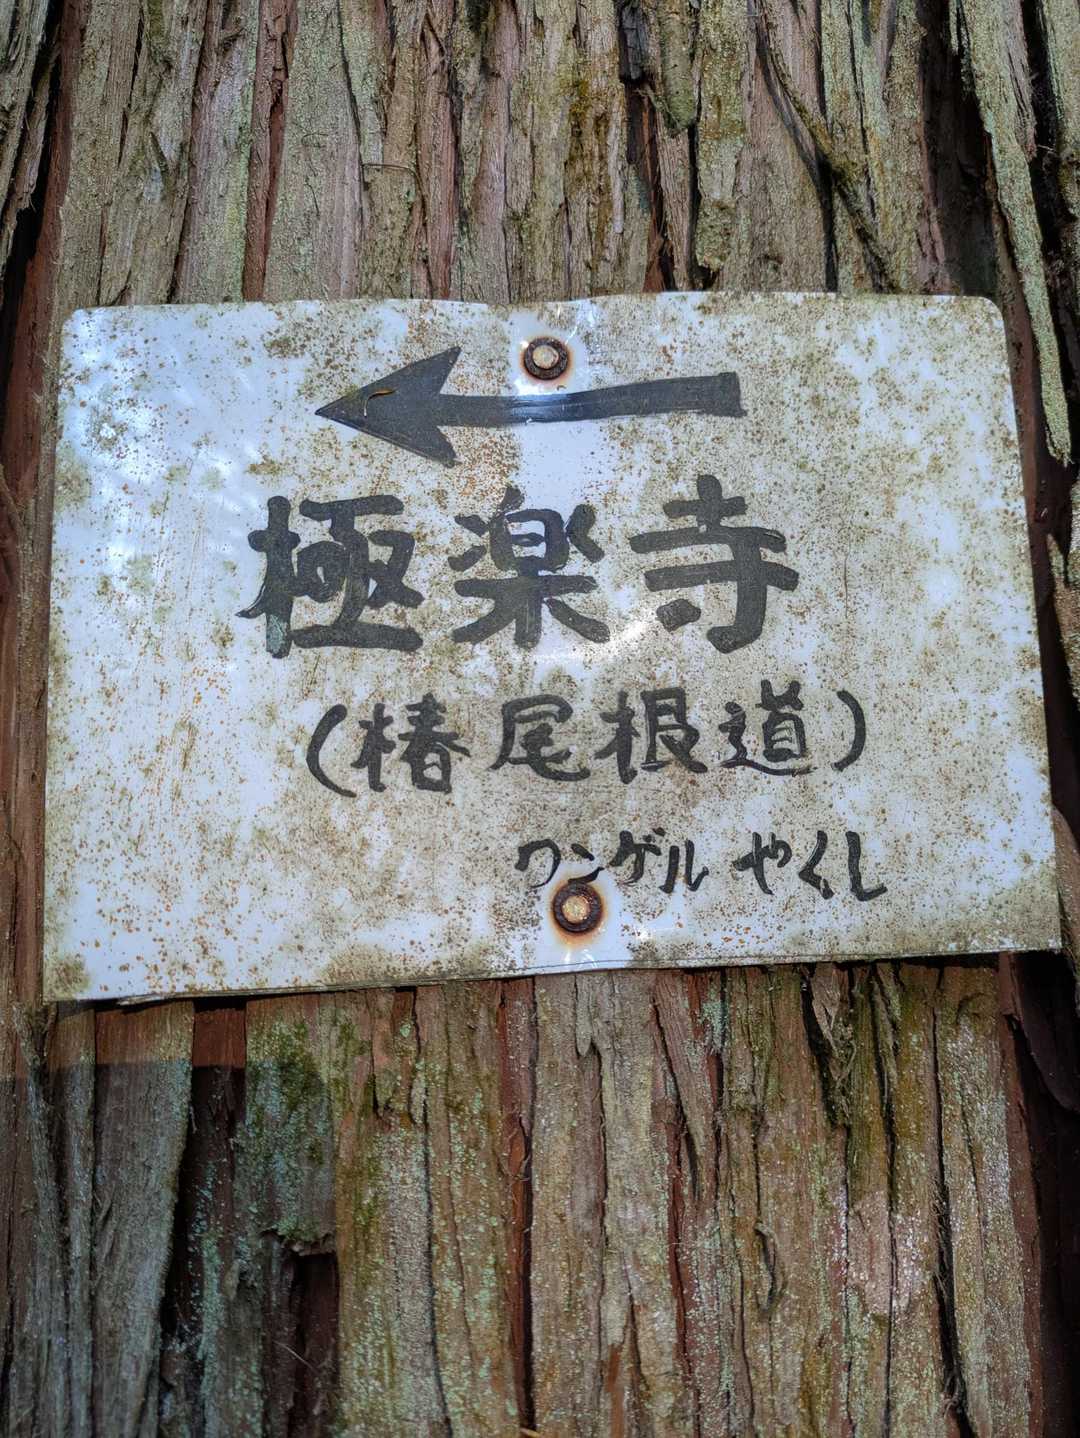 極楽寺
（椿尾根道）
ワンゲル やくし